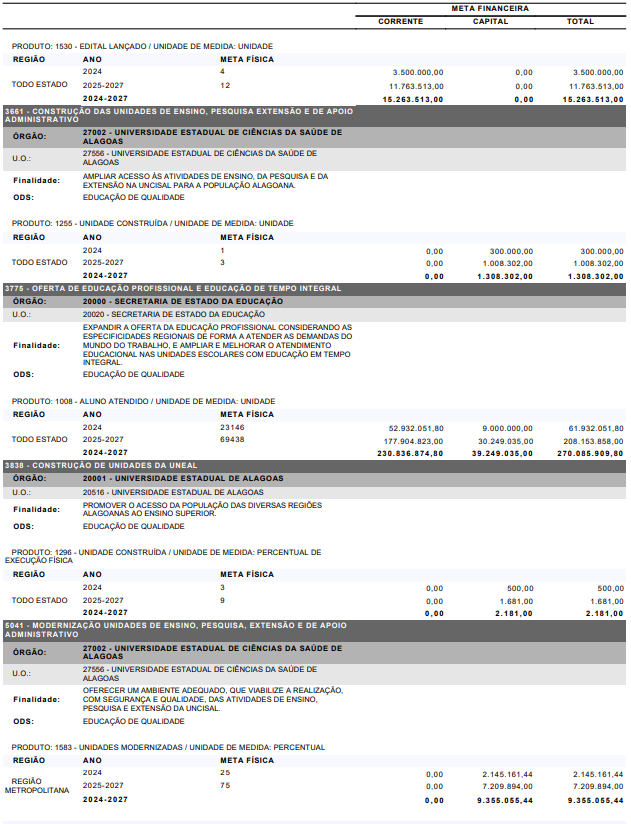 META FINANCEIRA
CORRENTE CAPITAL TOTAL
PRODUTO: 1530 - EDITAL LANÇADO / UNIDADE DE MEDIDA: UNIDADE
REGIÃO ANO META FÍSICA
2024 4 3.500.000,00 0,00 3.500.000,00
TODO ESTADO 2025-2027 12 11.763.513,00 0,00 11.763.513,00
2024-2027 15.263.513,00 0,00 15.263.513,00
3661 - CONSTRUÇÃO DAS UNIDADES DE ENSINO, PESQUISA EXTENSÃO E DE APOIO
ADMINISTRATIVO
ÓRGÃO: 27002 - UNIVERSIDADE ESTADUAL DE CIÊNCIAS DA SAÚDE DE
ALAGOAS
U.O.: 27556 - UNIVERSIDADE ESTADUAL DE CIÊNCIAS DA SAÚDE DE
ALAGOAS
Finalidade: AMPLIAR ACESSO ÀS ATIVIDADES DE ENSINO, DA PESQUISA E DA
EXTENSÃO NA UNCISAL PARA A POPULAÇÃO ALAGOANA.
ODS: EDUCAÇÃO DE QUALIDADE
PRODUTO: 1255 - UNIDADE CONSTRUÍDA / UNIDADE DE MEDIDA: UNIDADE
REGIÃO ANO META FÍSICA
2024 1 0,00 300.000,00 300.000,00
TODO ESTADO 2025-2027 3 0,00 1.008.302,00 1.008.302,00
2024-2027 0,00 1.308.302,00 1.308.302,00
3775 - OFERTA DE EDUCAÇÃO PROFISSIONAL E EDUCAÇÃO DE TEMPO INTEGRAL
ÓRGÃO: 20000 - SECRETARIA DE ESTADO DA EDUCAÇÃO
U.O.: 20020 - SECRETARIA DE ESTADO DA EDUCAÇÃO
EXPANDIR A OFERTA DA EDUCAÇÃO PROFISSIONAL CONSIDERANDO AS
ESPECIFICIDADES REGIONAIS DE FORMA A ATENDER AS DEMANDAS DO
Finalidade: MUNDO DO TRABALHO, E AMPLIAR E MELHORAR O ATENDIMENTO
EDUCACIONAL NAS UNIDADES ESCOLARES COM EDUCAÇÃO EM TEMPO
INTEGRAL.
ODS: EDUCAÇÃO DE QUALIDADE
PRODUTO: 1008 - ALUNO ATENDIDO / UNIDADE DE MEDIDA: UNIDADE
REGIÃO ANO META FÍSICA
2024 23146 52.932.051,80 9.000.000,00 61.932.051,80
TODO ESTADO 2025-2027 69438 177.904.823,00 30.249.035,00 208.153.858,00
2024-2027 230.836.874,80 39.249.035,00 270.085.909,80
3838 - CONSTRUÇÃO DE UNIDADES DA UNEAL
ÓRGÃO: 20001 - UNIVERSIDADE ESTADUAL DE ALAGOAS
U.O.: 20516 - UNIVERSIDADE ESTADUAL DE ALAGOAS
Finalidade: PROMOVER O ACESSO DA POPULAÇÃO DAS DIVERSAS REGIÕES
ALAGOANAS AO ENSINO SUPERIOR.
ODS: EDUCAÇÃO DE QUALIDADE
PRODUTO: 1296 - UNIDADE CONSTRUÍDA / UNIDADE DE MEDIDA: PERCENTUAL DE
EXECUÇÃO FÍSICA
REGIÃO ANO META FÍSICA
2024 3 0,00 500,00 500,00
TODO ESTADO 2025-2027 9 0,00 1.681,00 1.681,00
2024-2027 0,00 2.181,00 2.181,00
5041 - MODERNIZAÇÃO UNIDADES DE ENSINO, PESQUISA, EXTENSÃO E DE APOIO
ADMINISTRATIVO
ÓRGÃO: 27002 - UNIVERSIDADE ESTADUAL DE CIÊNCIAS DA SAÚDE DE
ALAGOAS
U.O.: 27556 - UNIVERSIDADE ESTADUAL DE CIÊNCIAS DA SAÚDE DE
ALAGOAS
OFERECER UM AMBIENTE ADEQUADO, QUE VIABILIZE A REALIZAÇÃO,
Finalidade: COM SEGURANÇA E QUALIDADE, DAS ATIVIDADES DE ENSINO,
PESQUISA E EXTENSÃO DA UNCISAL.
ODS: EDUCAÇÃO DE QUALIDADE
PRODUTO: 1583 - UNIDADES MODERNIZADAS / UNIDADE DE MEDIDA: PERCENTUAL
REGIÃO ANO META FÍSICA
2024 25 0,00 2.145.161,44 2.145.161,44
REGIÃO METROPOLITANA 2025-2027 75 0,00 7.209.894,00 7.209.894,00
2024-2027 0,00 9.355.055,44 9.355.055,44